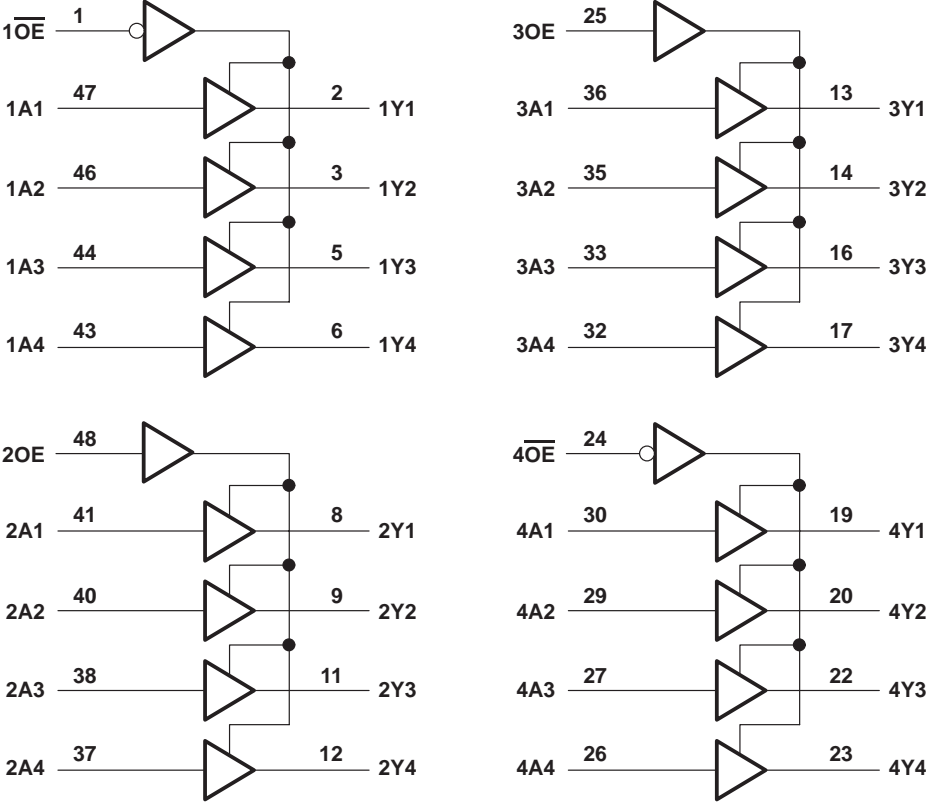 1O̅E̅ 1
1A1 47 2 1Y1
1A2 46 3 1Y2
1A3 44 5 1Y3
1A4 43 6 1Y4
3OE 25
3A1 36 13 3Y1
3A2 35 14 3Y2
3A3 33 16 3Y3
3A4 32 17 3Y4
2OE 48
2A1 41 8 2Y1
2A2 40 9 2Y2
2A3 38 11 2Y3
2A4 37 12 2Y4
4O̅E̅ 24
4A1 30 19 4Y1
4A2 29 20 4Y2
4A3 27 22 4Y3
4A4 26 23 4Y4